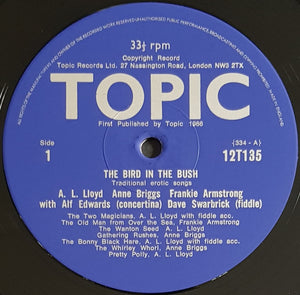 33⅓ rpm
Copyright Record
Topic Records Ltd. 27 Nassington Road, London NW3 2TX
TOPIC
First Published by Topic 1966
(334 - A)
Side
1
12T135
THE BIRD IN THE BUSH
Traditional erotic songs
A. L. Lloyd Anne Briggs Frankie Armstrong
with Alf Edwards (concertina) Dave Swarbrick (fiddle)
The Two Magicians, A. L. Lloyd with fiddle acc.
The Old Man from Over the Sea, Frankie Armstrong
The Wanton Seed, A. L. Lloyd
Gathering Rushes, Anne Briggs
The Bonny Black Hare, A. L. Lloyd with fiddle acc.
The Whirley Whorl, Anne Briggs
Pretty Polly, A. L. Lloyd